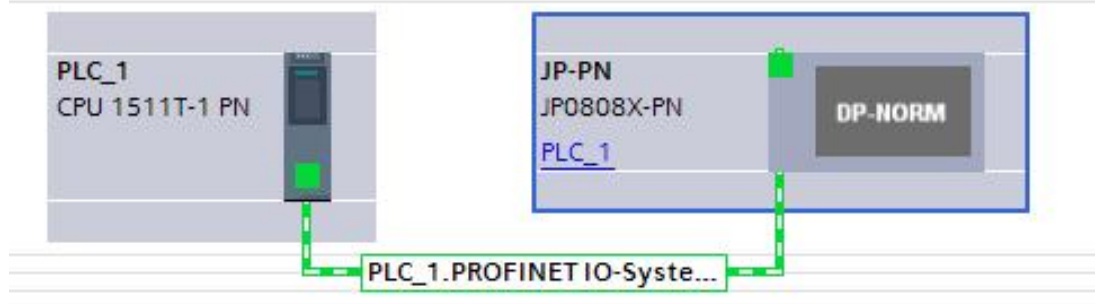 PLC_1
CPU 1511T-1 PN
JP-PN
JP0808X-PN
PLC_1
DP-NORM
PLC_1.PROFINET IO-Syste...